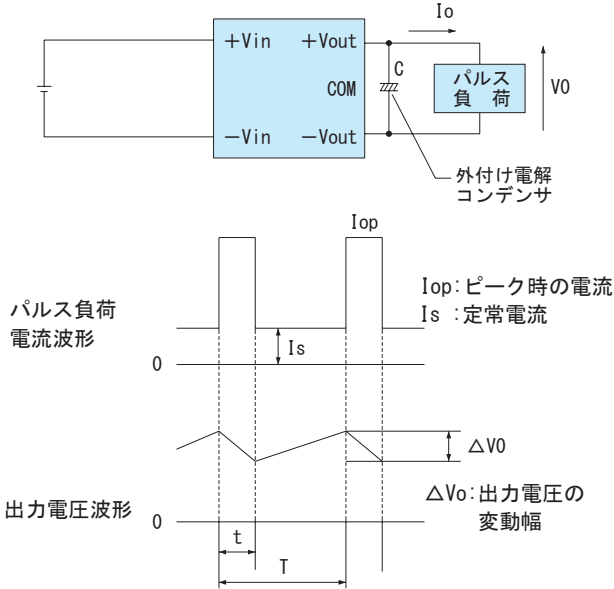 Io
+Vin +Vout
C
COM
パルス
負 荷
VO
−Vin −Vout
外付け電解
コンデンサ
Iop
パルス負荷
電流波形
Iop:ピーク時の電流
Is :定常電流
Is
0
△VO
出力電圧波形
0
△Vo:出力電圧の
変動幅
t
T